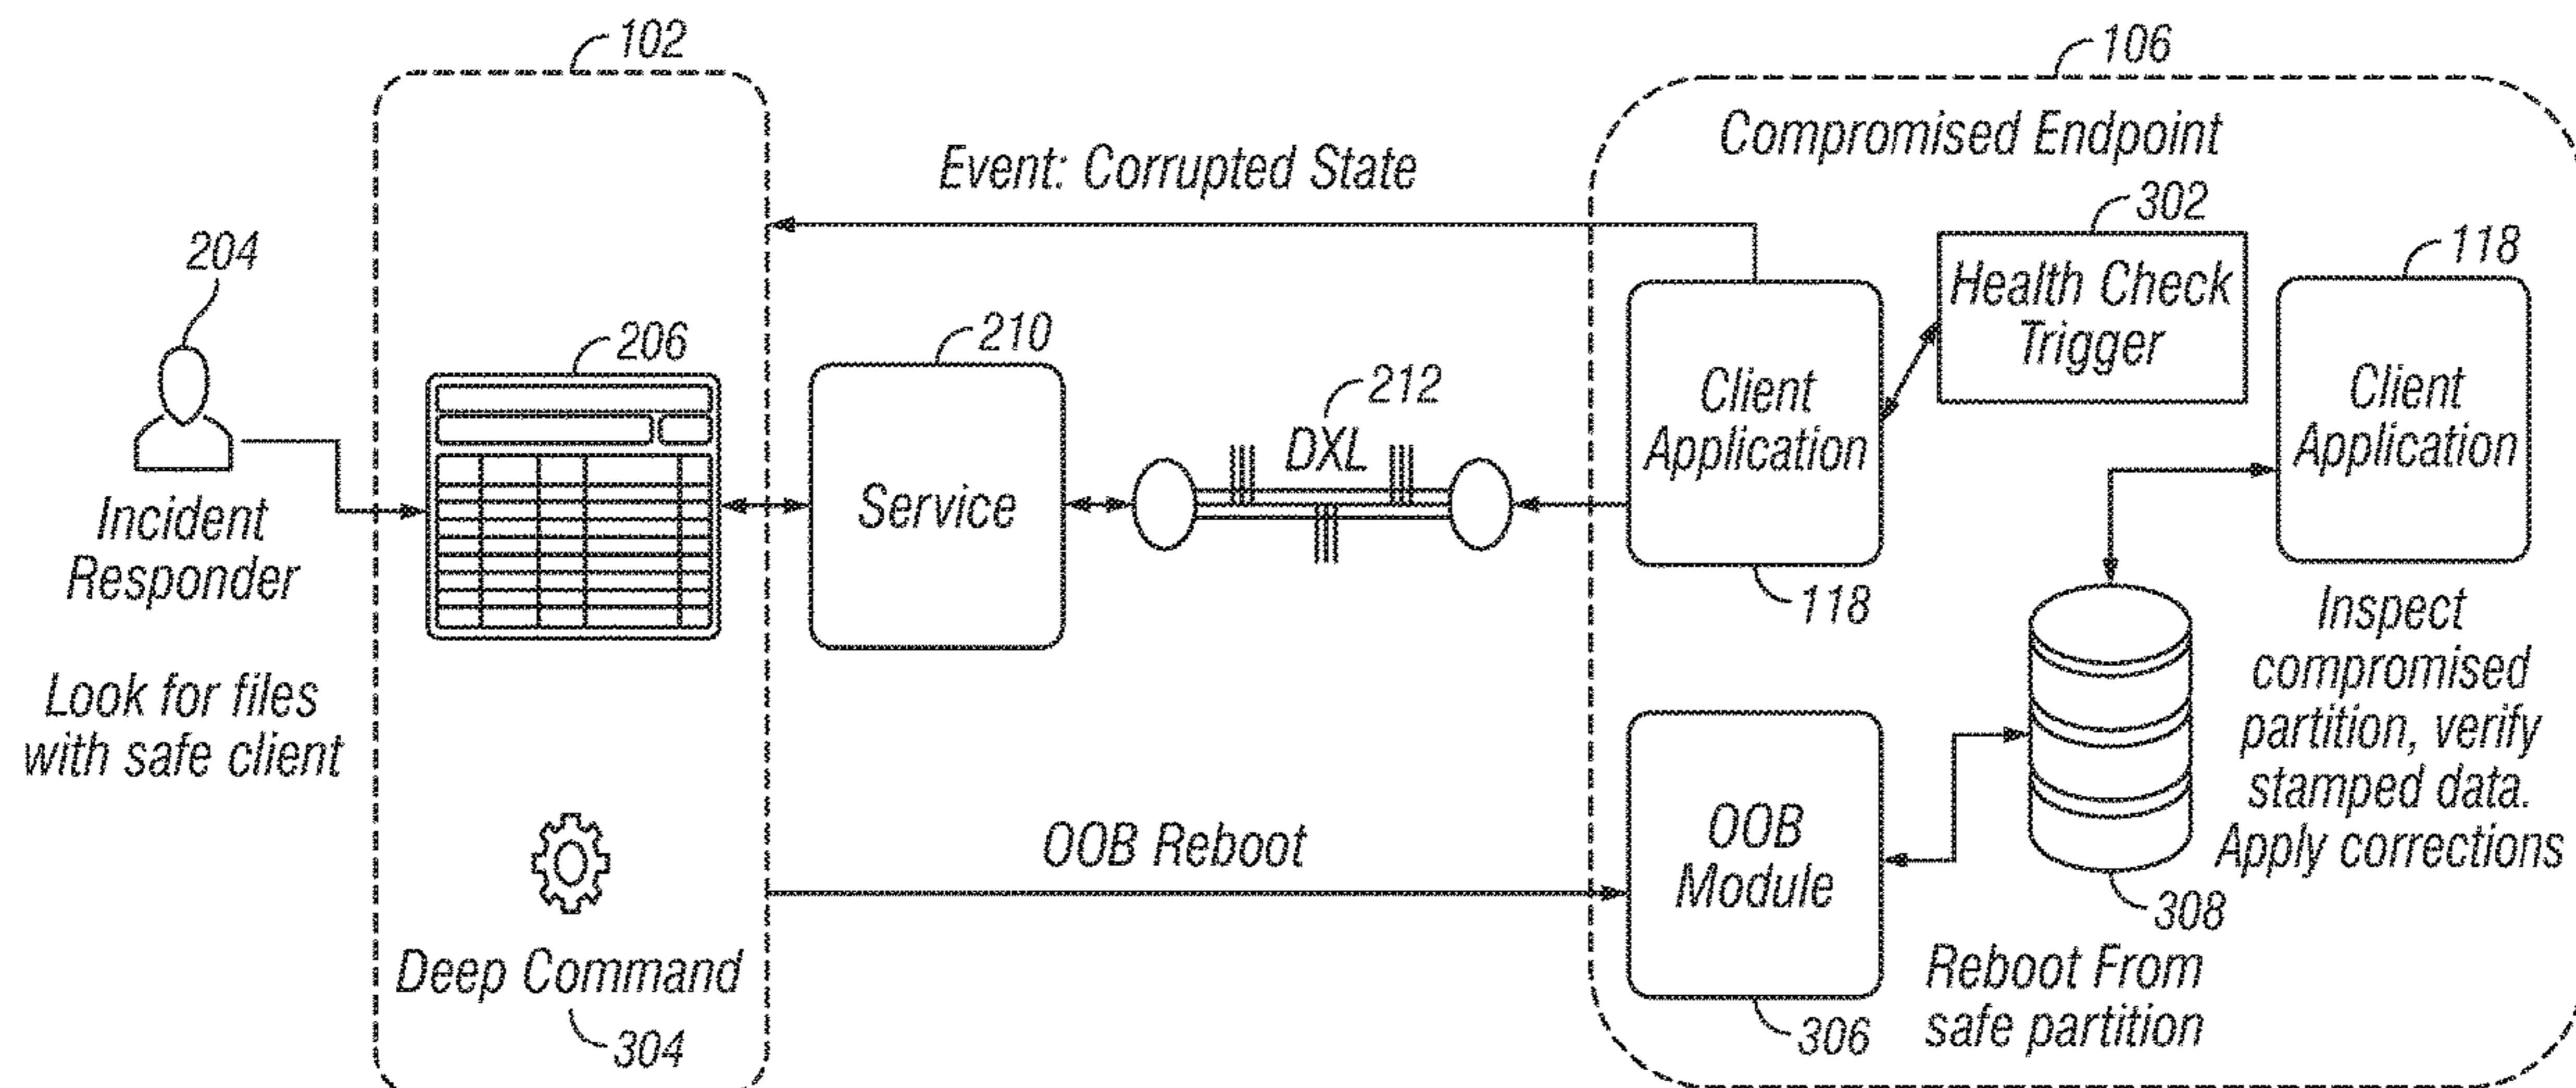 102
106
Compromised Endpoint
Event: Corrupted State
302
204
118
Health Check
Trigger
206
210
212
DXL
Client
Application
Client
Application
Service
Incident
Responder
118
Inspect
compromised
partition, verify
stamped data.
Apply corrections
Look for files
with safe client
OOB Reboot
OOB
Module
308
Deep Command
Reboot From
safe partition
304
306